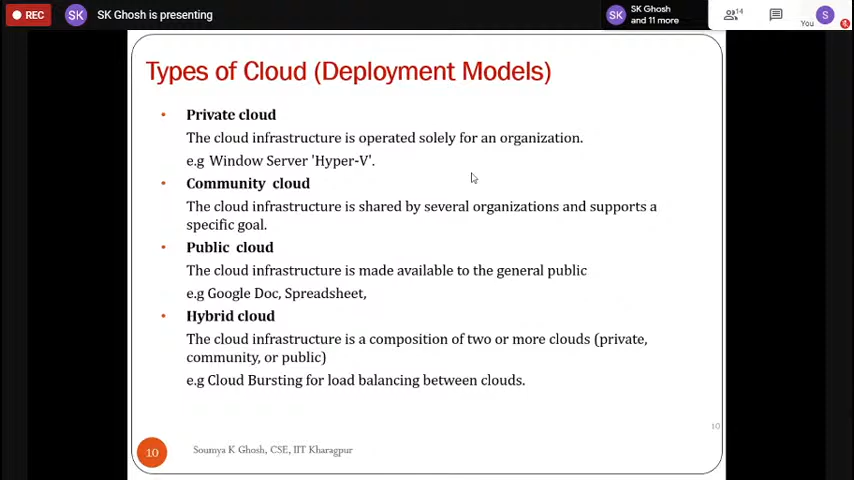 REC
SK
SK Ghosh is presenting
SK
SK Ghosh
and 11 more
14
You
S
Types of Cloud (Deployment Models)
• Private cloud
The cloud infrastructure is operated solely for an organization.
e.g Window Server 'Hyper-V'.
• Community cloud
The cloud infrastructure is shared by several organizations and supports a
specific goal.
• Public cloud
The cloud infrastructure is made available to the general public
e.g Google Doc, Spreadsheet,
• Hybrid cloud
The cloud infrastructure is a composition of two or more clouds (private,
community, or public)
e.g Cloud Bursting for load balancing between clouds.
10
10
Soumya K Ghosh, CSE, IIT Kharagpur